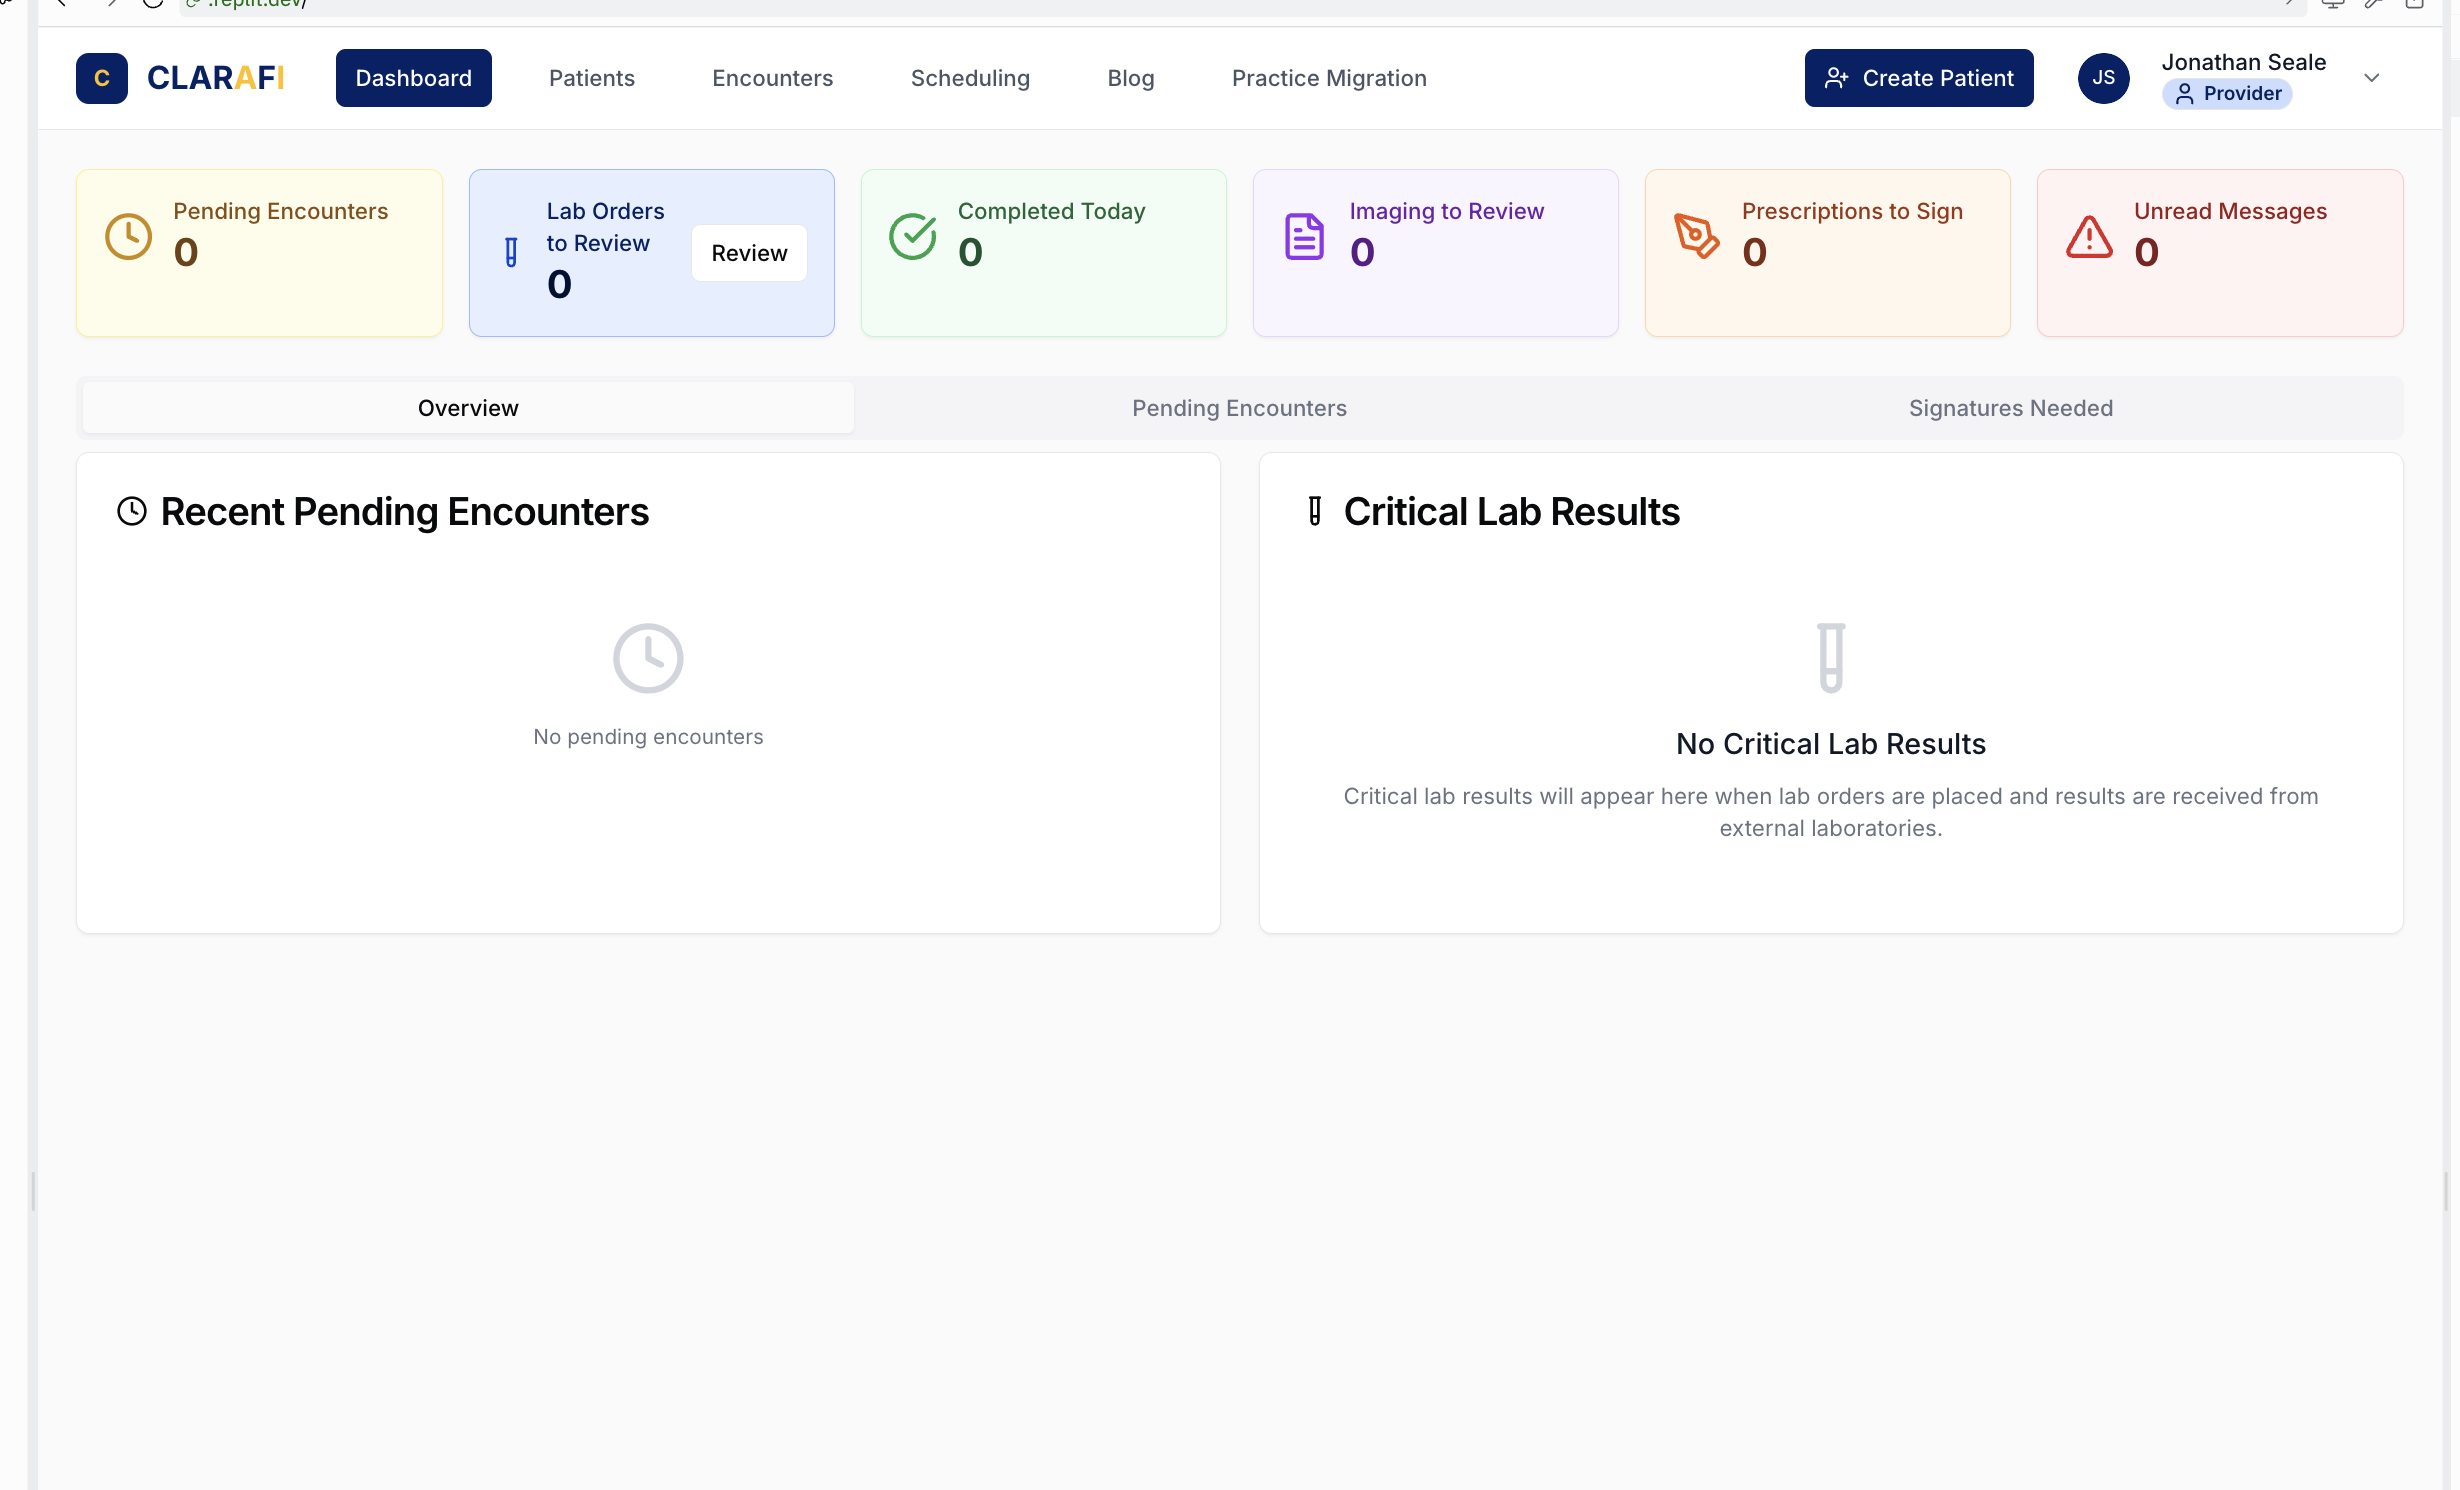 .replit.dev/
C CLARAFI Dashboard Patients Encounters Scheduling Blog Practice Migration Create Patient JS Jonathan Seale
Provider
Pending Encounters
0
Lab Orders
to Review
0
Review
Completed Today
0
Imaging to Review
0
Prescriptions to Sign
0
Unread Messages
0
Overview Pending Encounters Signatures Needed
Recent Pending Encounters
No pending encounters
Critical Lab Results
No Critical Lab Results
Critical lab results will appear here when lab orders are placed and results are received from
external laboratories.